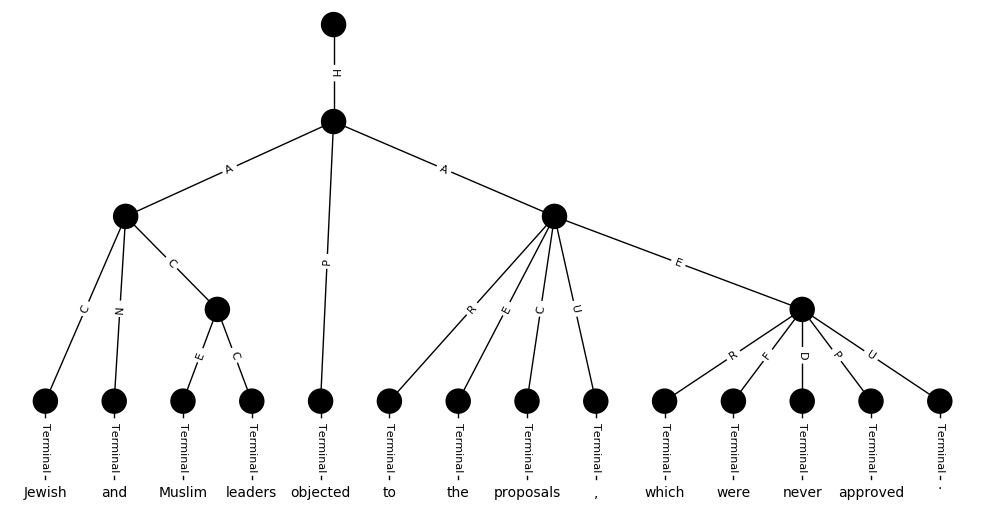 H
A A
C N C P R E C U E
E C R F D P U
Terminal Terminal Terminal Terminal Terminal Terminal Terminal Terminal Terminal Terminal Terminal Terminal Terminal Terminal
Jewish and Muslim leaders objected to the proposals , which were never approved .